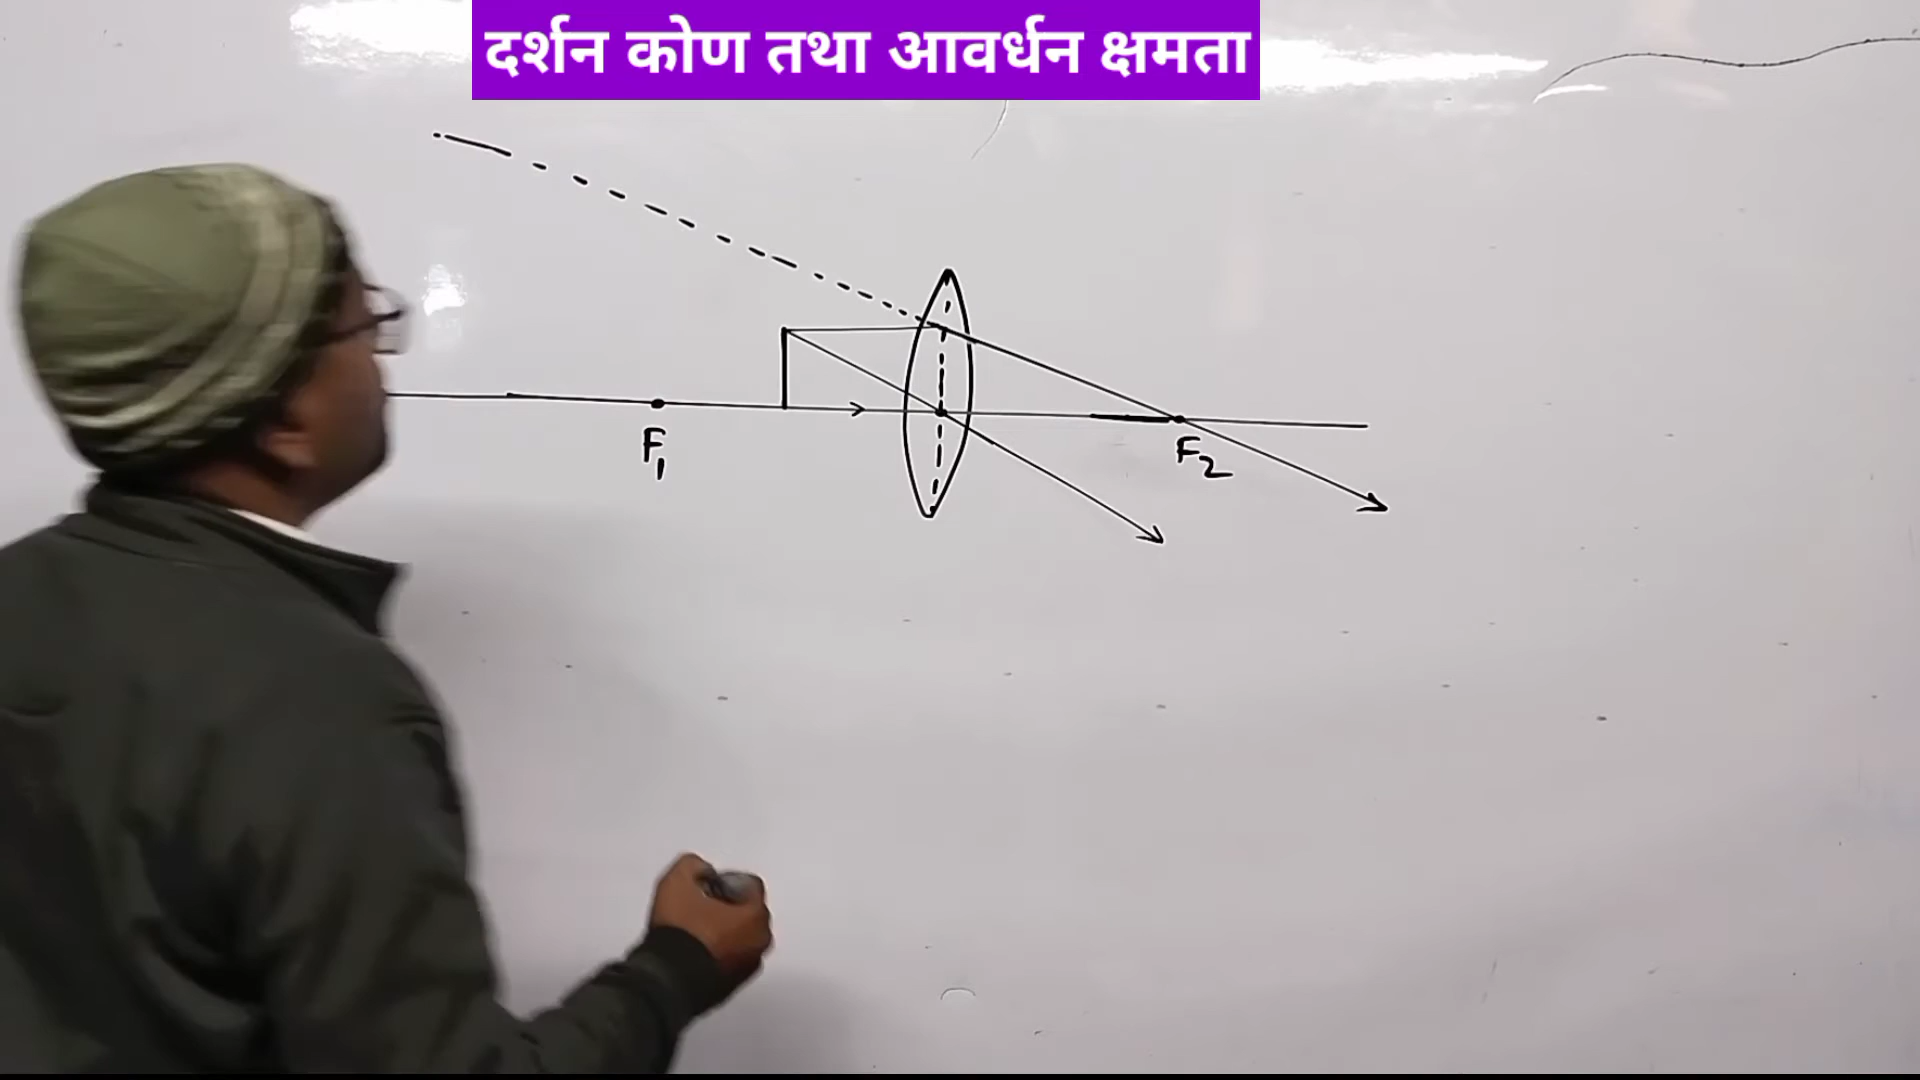 दर्शन कोण तथा आवर्धन क्षमता
F₁
F₂